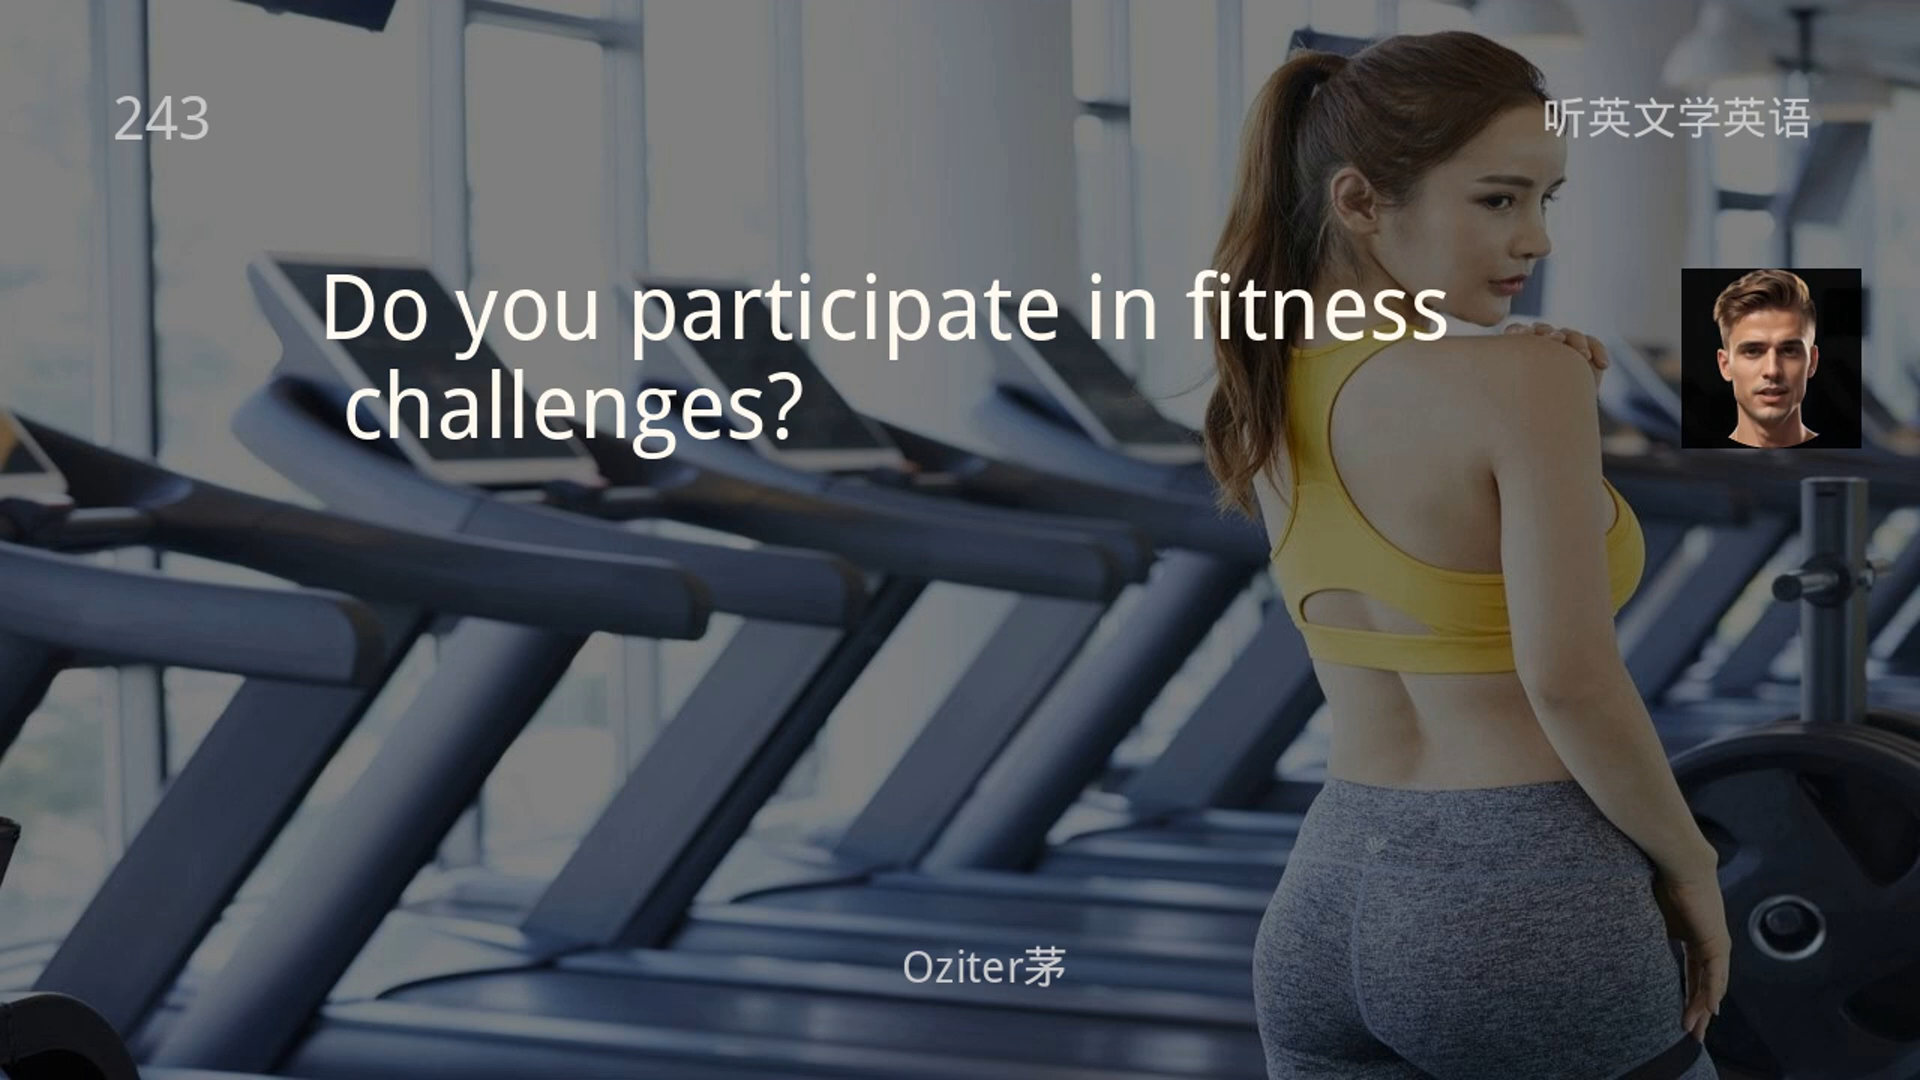 243
听英文学英语
Do you participate in fitness
challenges?
Oziter茅